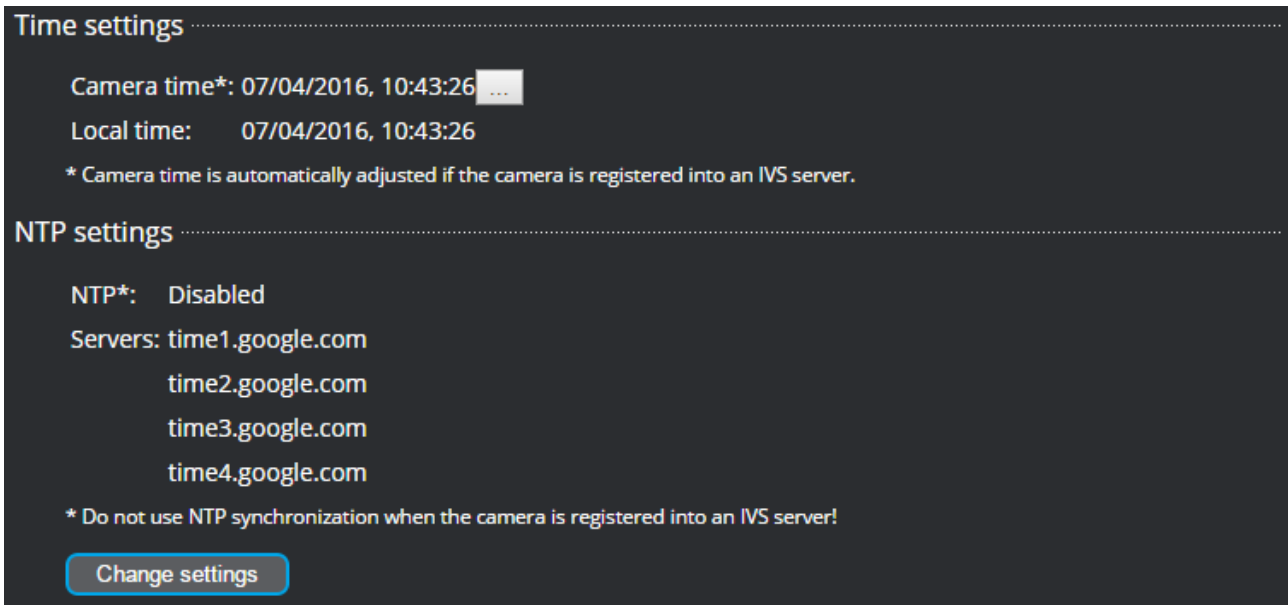 Time settings
Camera time*: 07/04/2016, 10:43:26 ...
Local time: 07/04/2016, 10:43:26
* Camera time is automatically adjusted if the camera is registered into an IVS server.
NTP settings
NTP*: Disabled
Servers: time1.google.com
time2.google.com
time3.google.com
time4.google.com
* Do not use NTP synchronization when the camera is registered into an IVS server!
Change settings